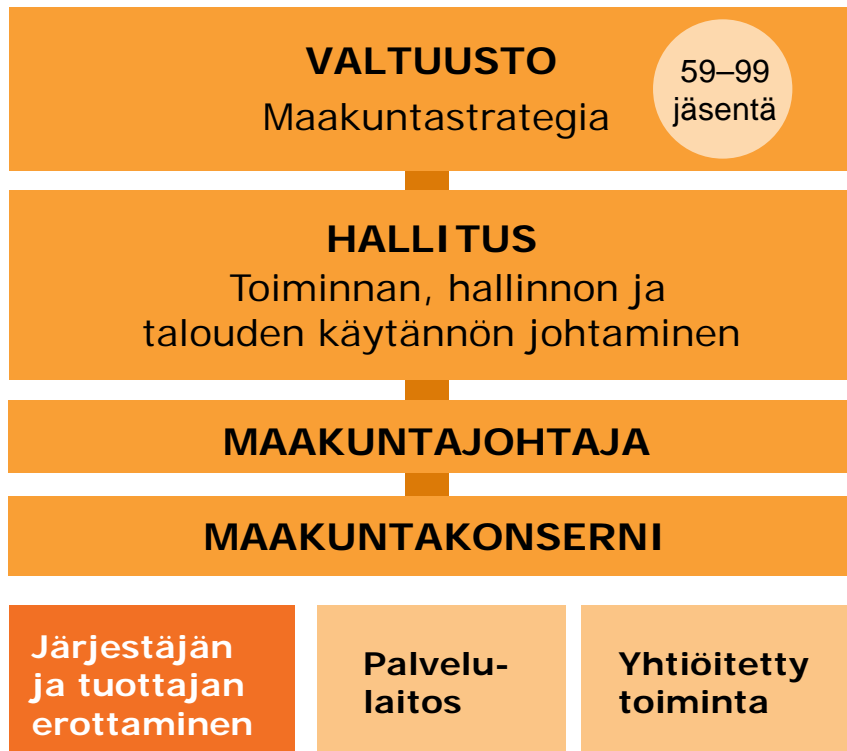 VALTUUSTO
Maakuntastrategia
59–99
jäsentä
HALLITUS
Toiminnan, hallinnon ja
talouden käytännön johtaminen
MAAKUNTAJOHTAJA
MAAKUNTAKONSERNI
Järjestäjän
ja tuottajan
erottaminen
Palvelu-
laitos
Yhtiöitetty
toiminta